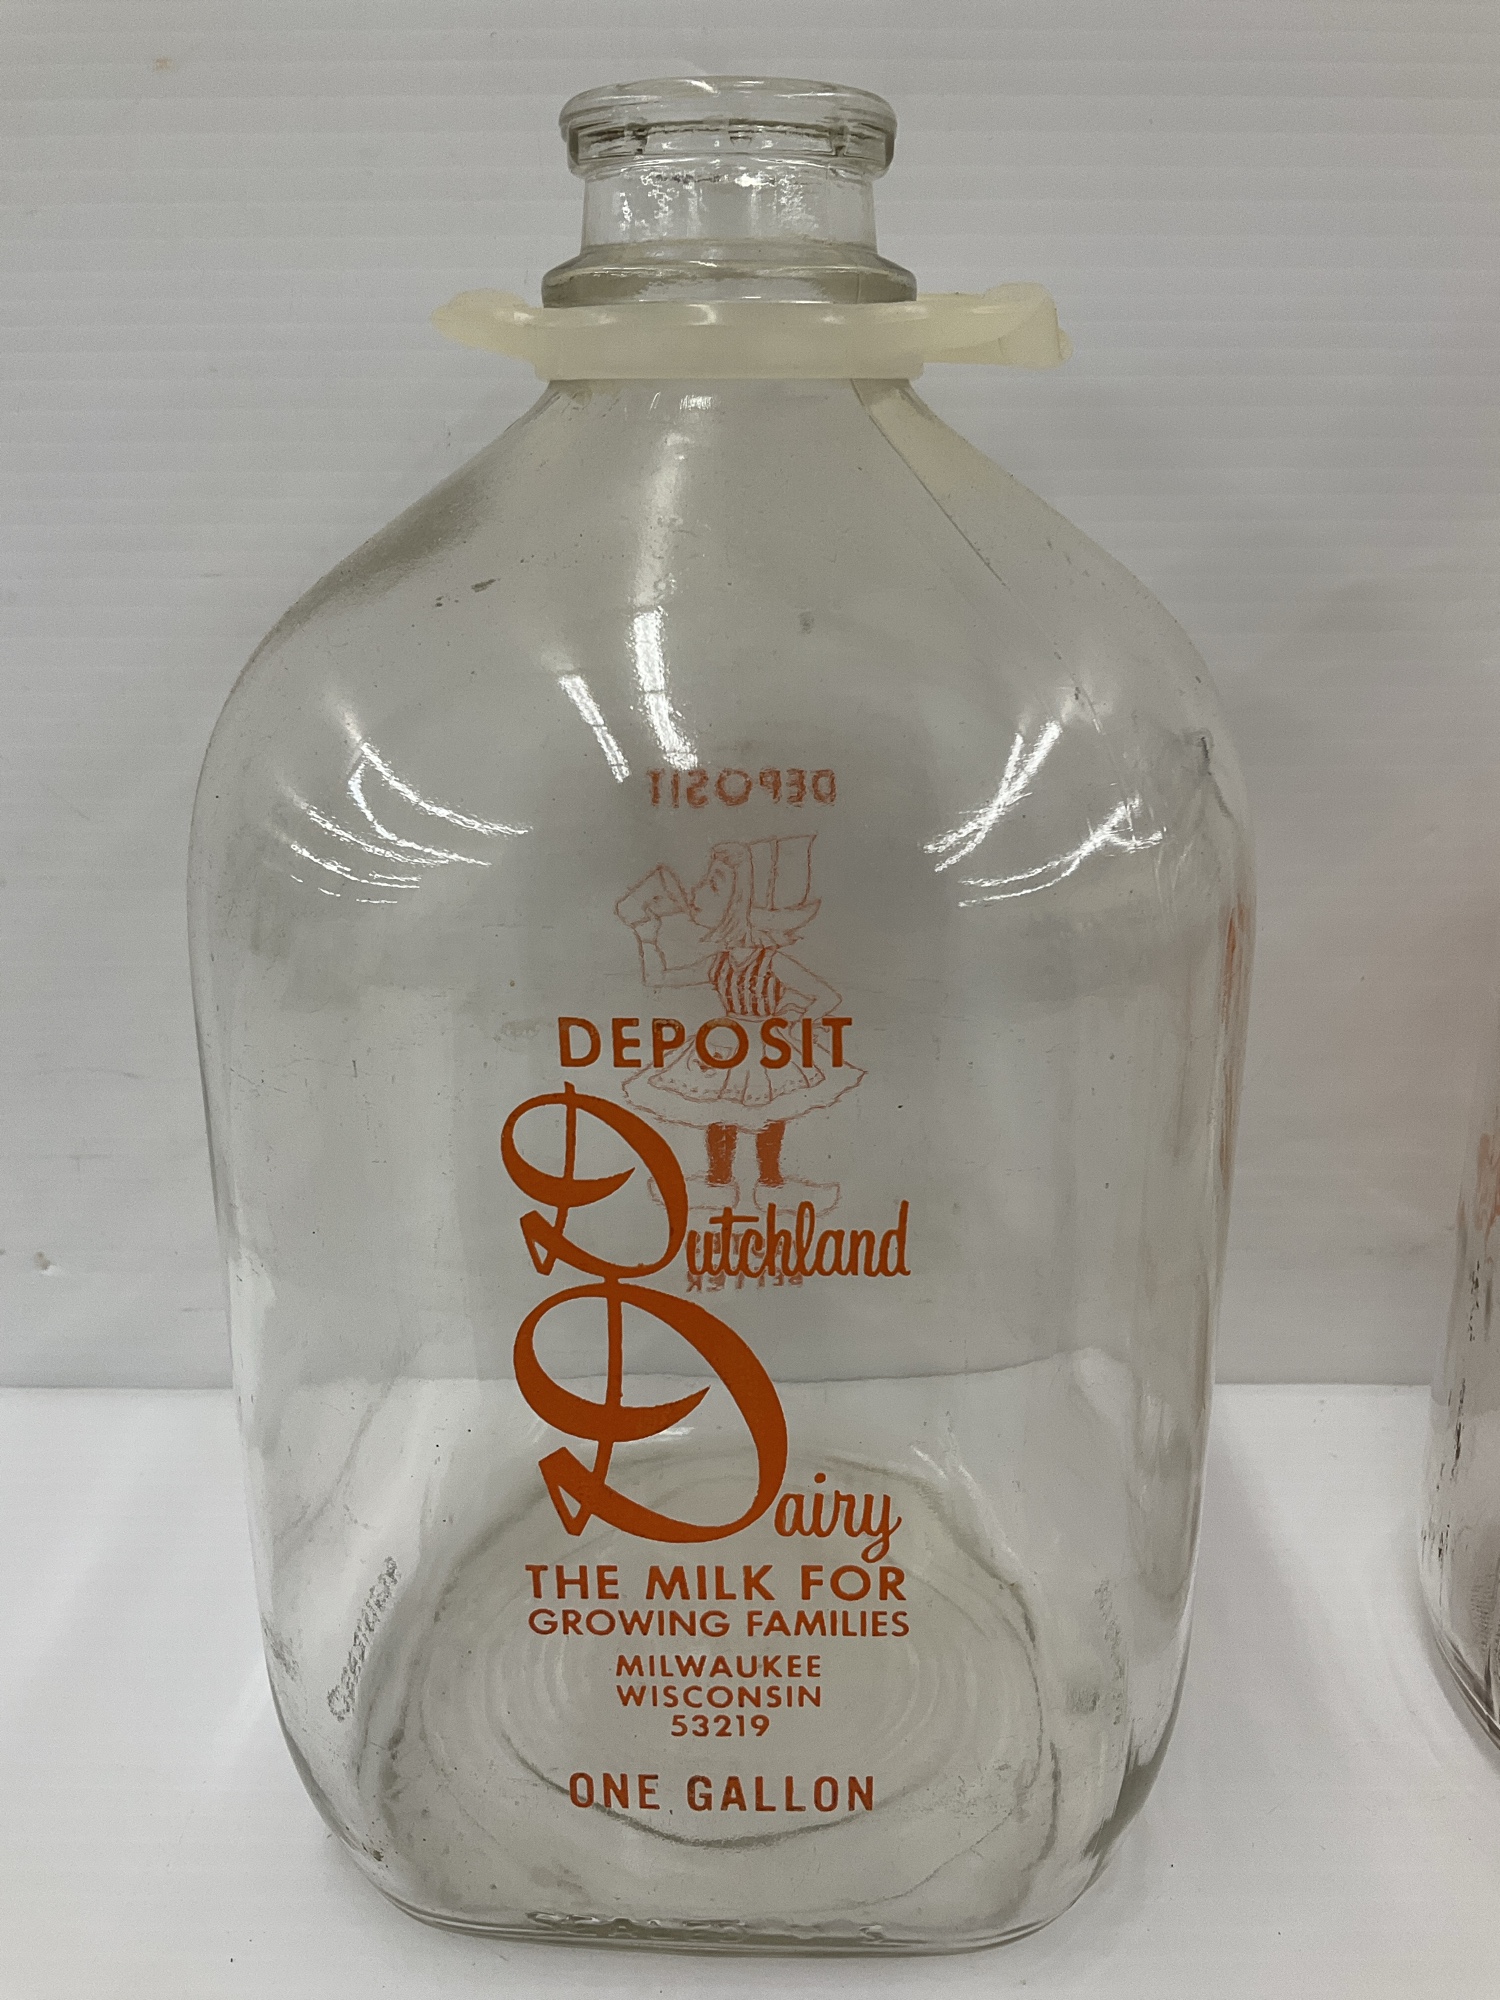 DEPOSIT
DEPOSIT
Dutchland
Dairy
THE MILK FOR
GROWING FAMILIES
MILWAUKEE
WISCONSIN
53219
ONE GALLON